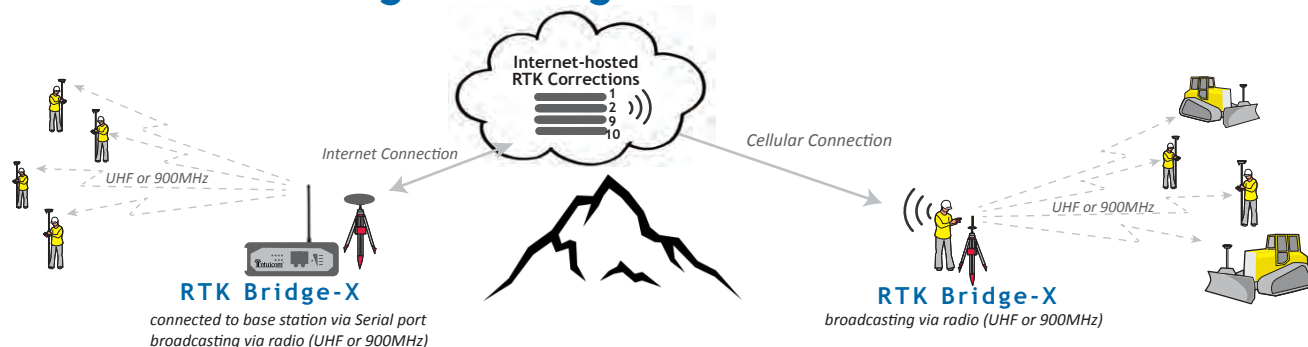 Internet-hosted
RTK Corrections
1
2
9
10
Internet Connection
Cellular Connection
UHF or 900MHz
UHF or 900MHz
intuicom
RTK Bridge-X
connected to base station via Serial port
broadcasting via radio (UHF or 900MHz)
RTK Bridge-X
broadcasting via radio (UHF or 900MHz)